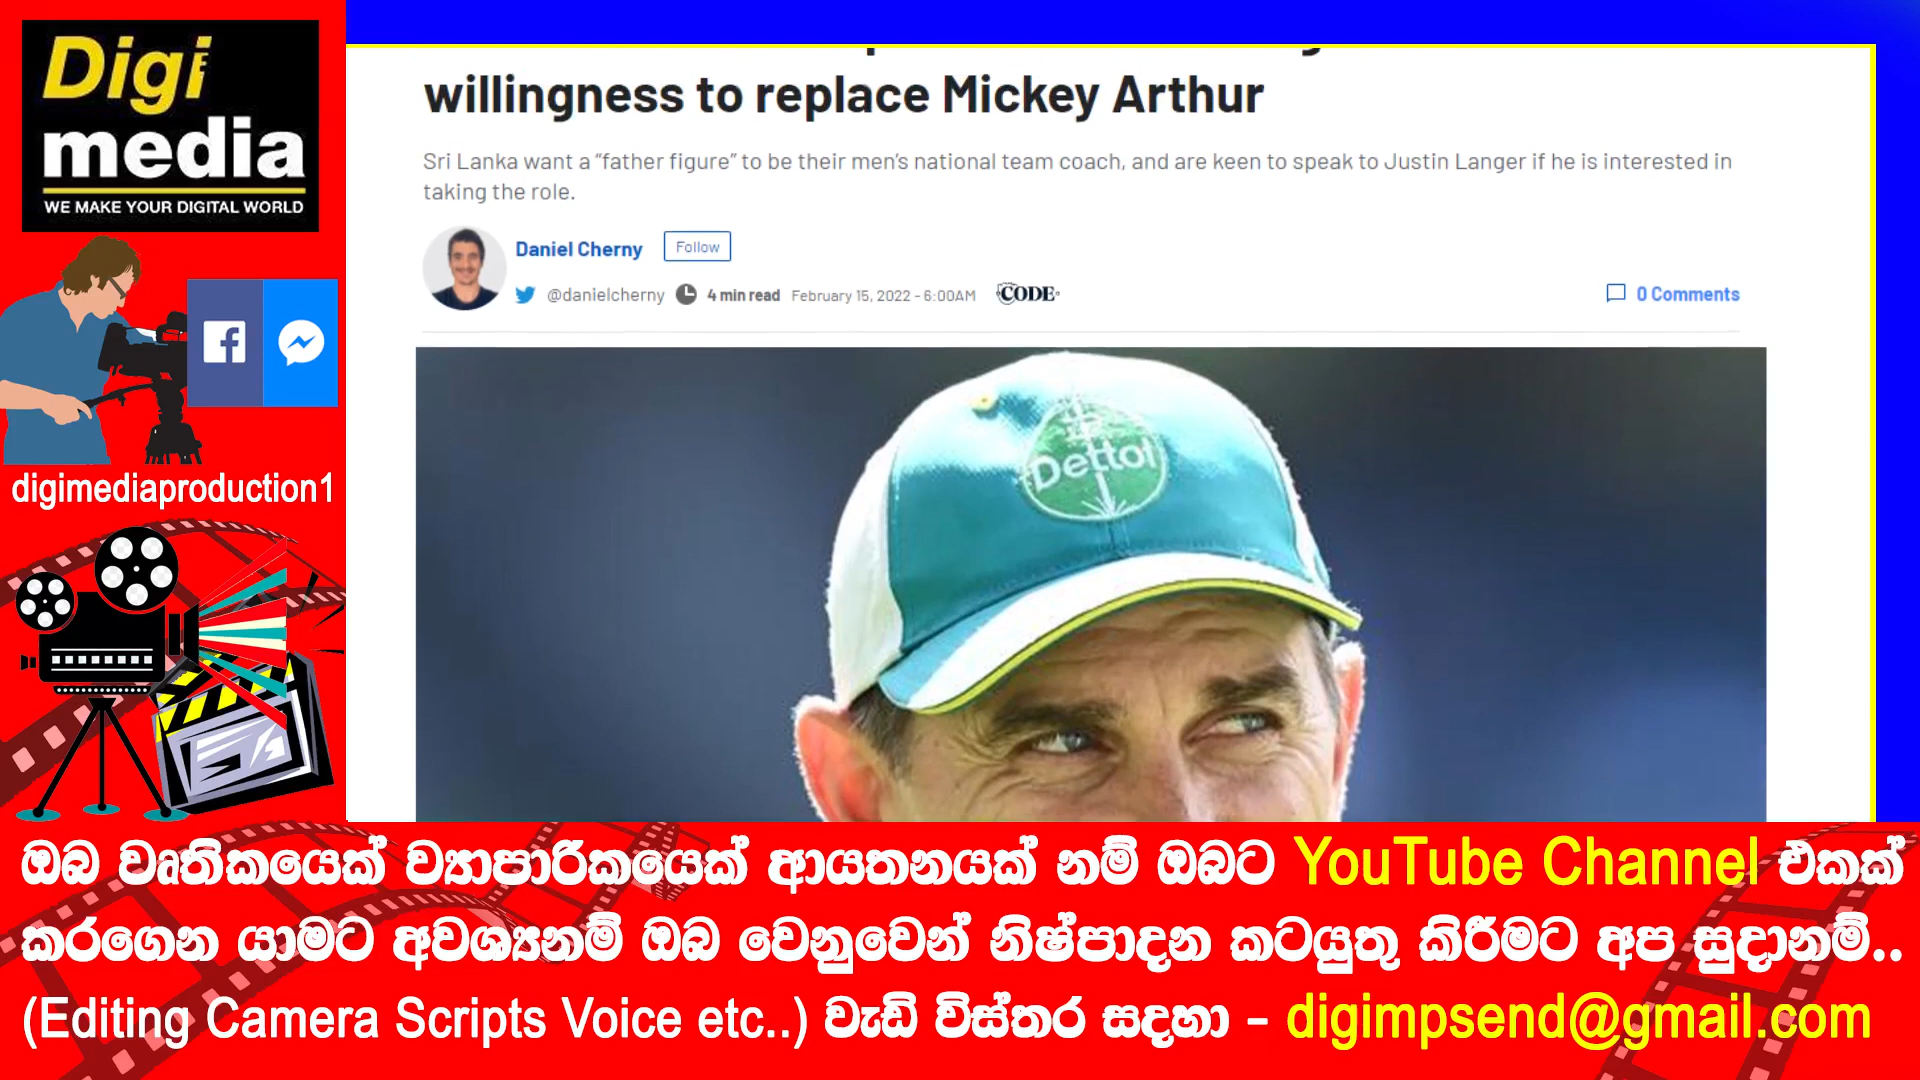 Digi
media
WE MAKE YOUR DIGITAL WORLD
digimediaproduction1
willingness to replace Mickey Arthur
Sri Lanka want a “father figure” to be their men’s national team coach, and are keen to speak to Justin Langer if he is interested in
taking the role.
Daniel Cherny
Follow
@danielcherny
4 min read
February 15, 2022 - 6:00AM
CODE
0 Comments
Dettol
ඔබ වෘතිකයෙක් ව්‍යාපාරිකයෙක් ආයතනයක් නම් ඔබට YouTube Channel එකක්
කරගෙන යාමට අවශ්‍යනම් ඔබ වෙනුවෙන් නිෂ්පාදන කටයුතු කිරීමට අප සුදානම්..
(Editing Camera Scripts Voice etc..) වැඩි විස්තර සදහා - digimpsend@gmail.com